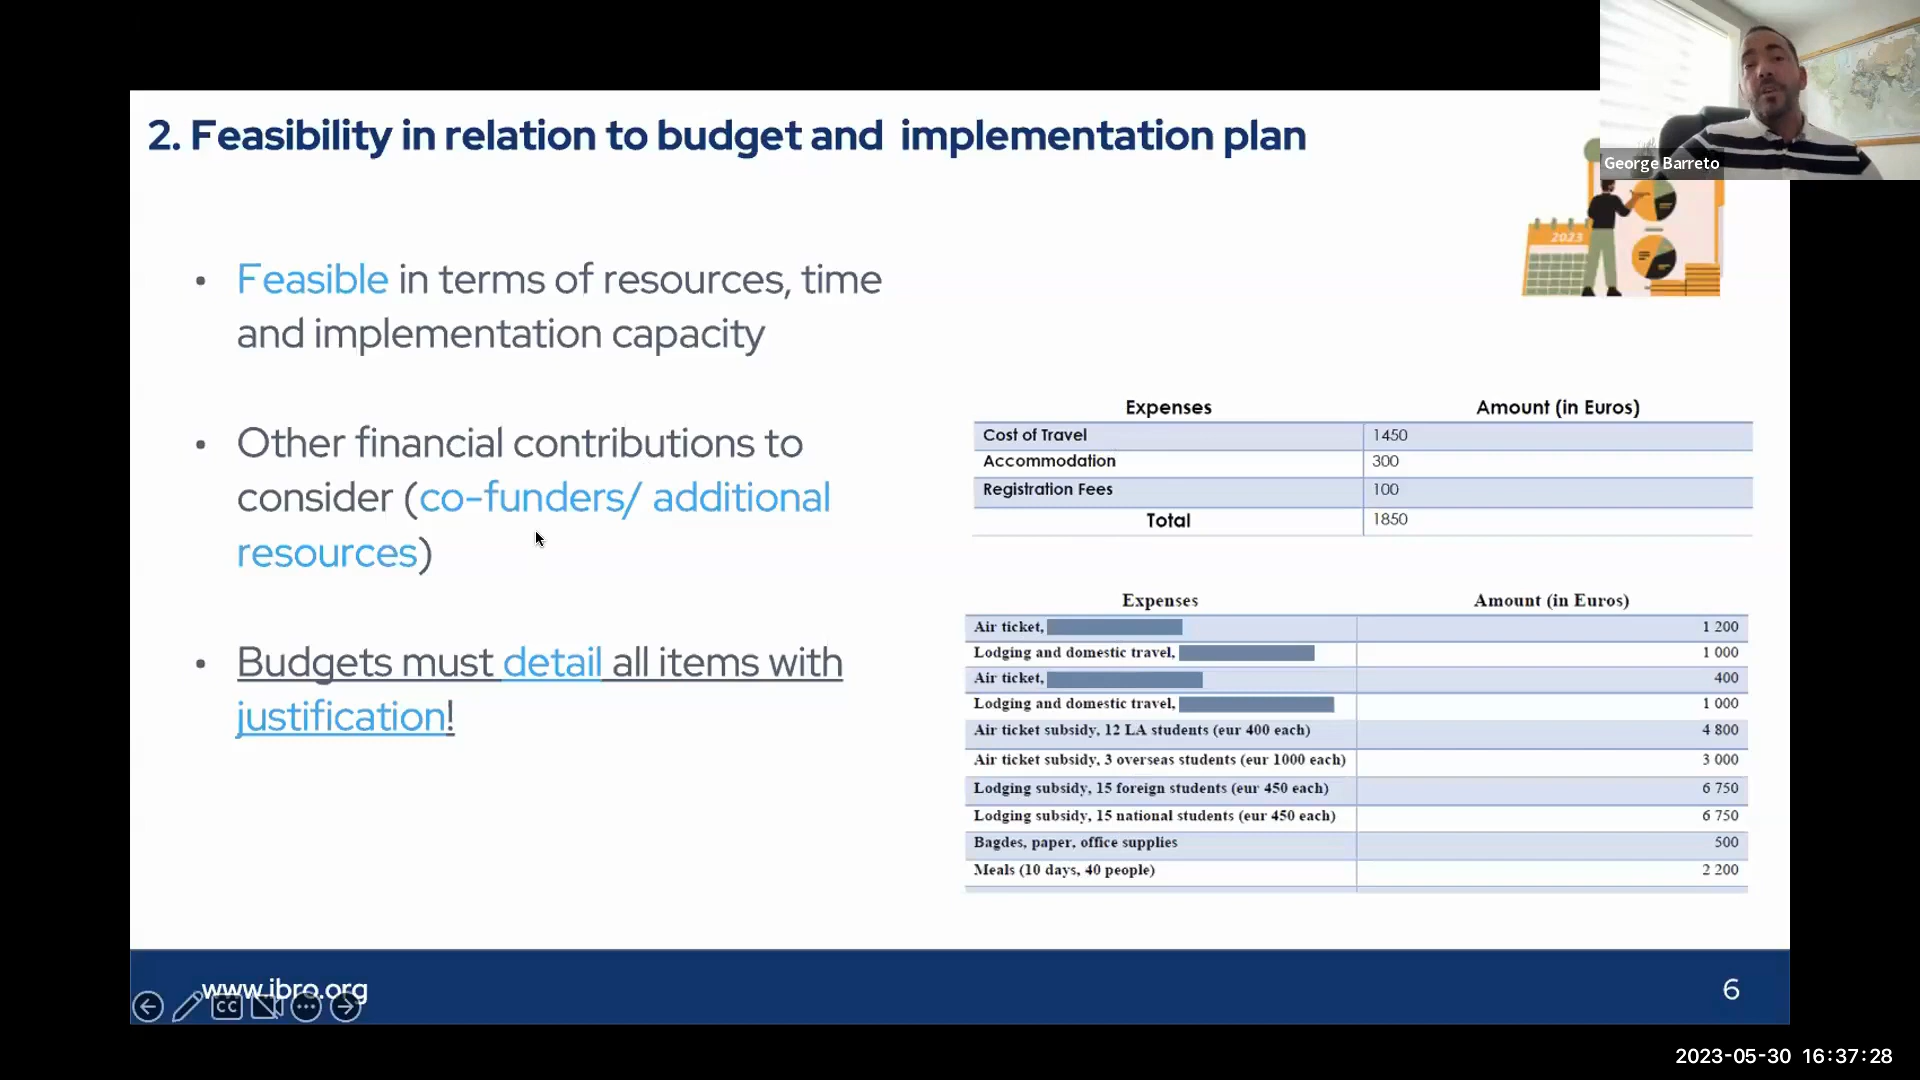 2. Feasibility in relation to budget and implementation plan
George Barreto
2023
• Feasible in terms of resources, time
and implementation capacity
• Other financial contributions to
consider (co-funders/ additional
resources)
• Budgets must detail all items with
justification!
Expenses Amount (in Euros)
Cost of Travel 1450
Accommodation 300
Registration Fees 100
Total 1850
Expenses Amount (in Euros)
Air ticket, 1 200
Lodging and domestic travel, 1 000
Air ticket, 400
Lodging and domestic travel, 1 000
Air ticket subsidy, 12 LA students (eur 400 each) 4 800
Air ticket subsidy, 3 overseas students (eur 1000 each) 3 000
Lodging subsidy, 15 foreign students (eur 450 each) 6 750
Lodging subsidy, 15 national students (eur 450 each) 6 750
Bagdes, paper, office supplies 500
Meals (10 days, 40 people) 2 200
www.ibro.org
CC
6
2023-05-30 16:37:28